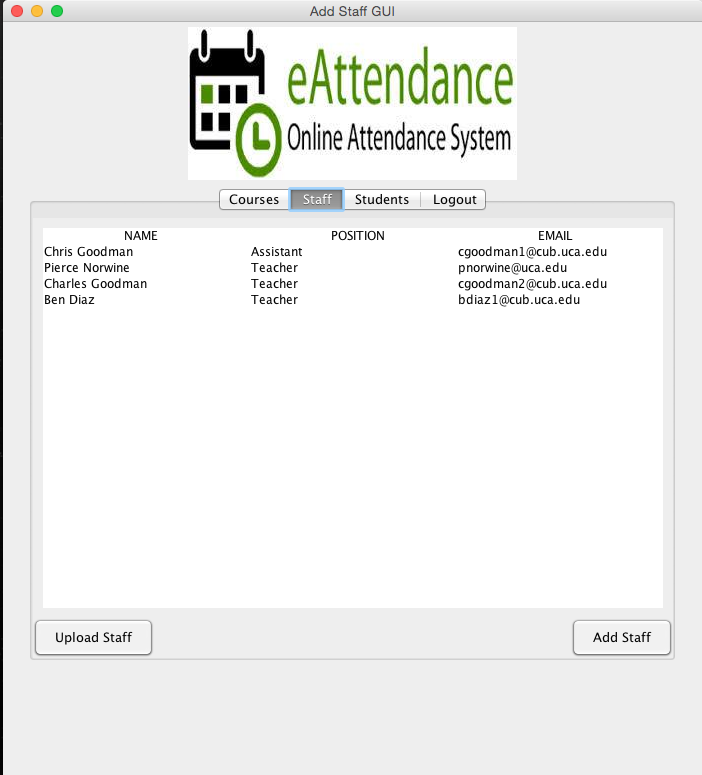 Add Staff GUI
eAttendance
Online Attendance System
Courses Staff Students Logout
NAME POSITION EMAIL
Chris Goodman Assistant cgoodman1@cub.uca.edu
Pierce Norwine Teacher pnorwine@uca.edu
Charles Goodman Teacher cgoodman2@cub.uca.edu
Ben Diaz Teacher bdiaz1@cub.uca.edu
Upload Staff Add Staff